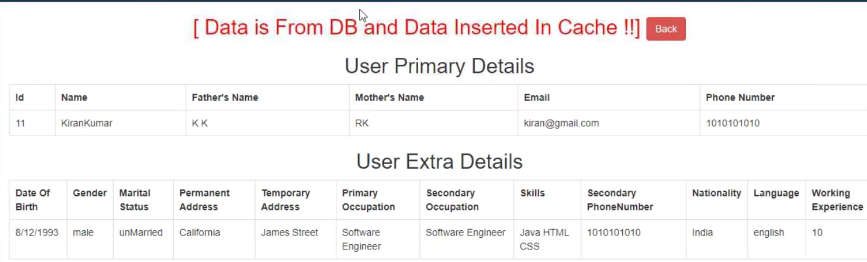 [ Data is From DB and Data Inserted In Cache !!] Back
User Primary Details
Id Name Father's Name Mother's Name Email Phone Number
11 KiranKumar K K RK kiran@gmail.com 1010101010
User Extra Details
Date Of Gender Marital Permanent Temporary Primary Secondary Skills Secondary Nationality Language Working
Birth Status Address Address Occupation Occupation PhoneNumber Experience
8/12/1993 male unMarried California James Street Software Software Engineer Java HTML 1010101010 India english 10
Engineer CSS